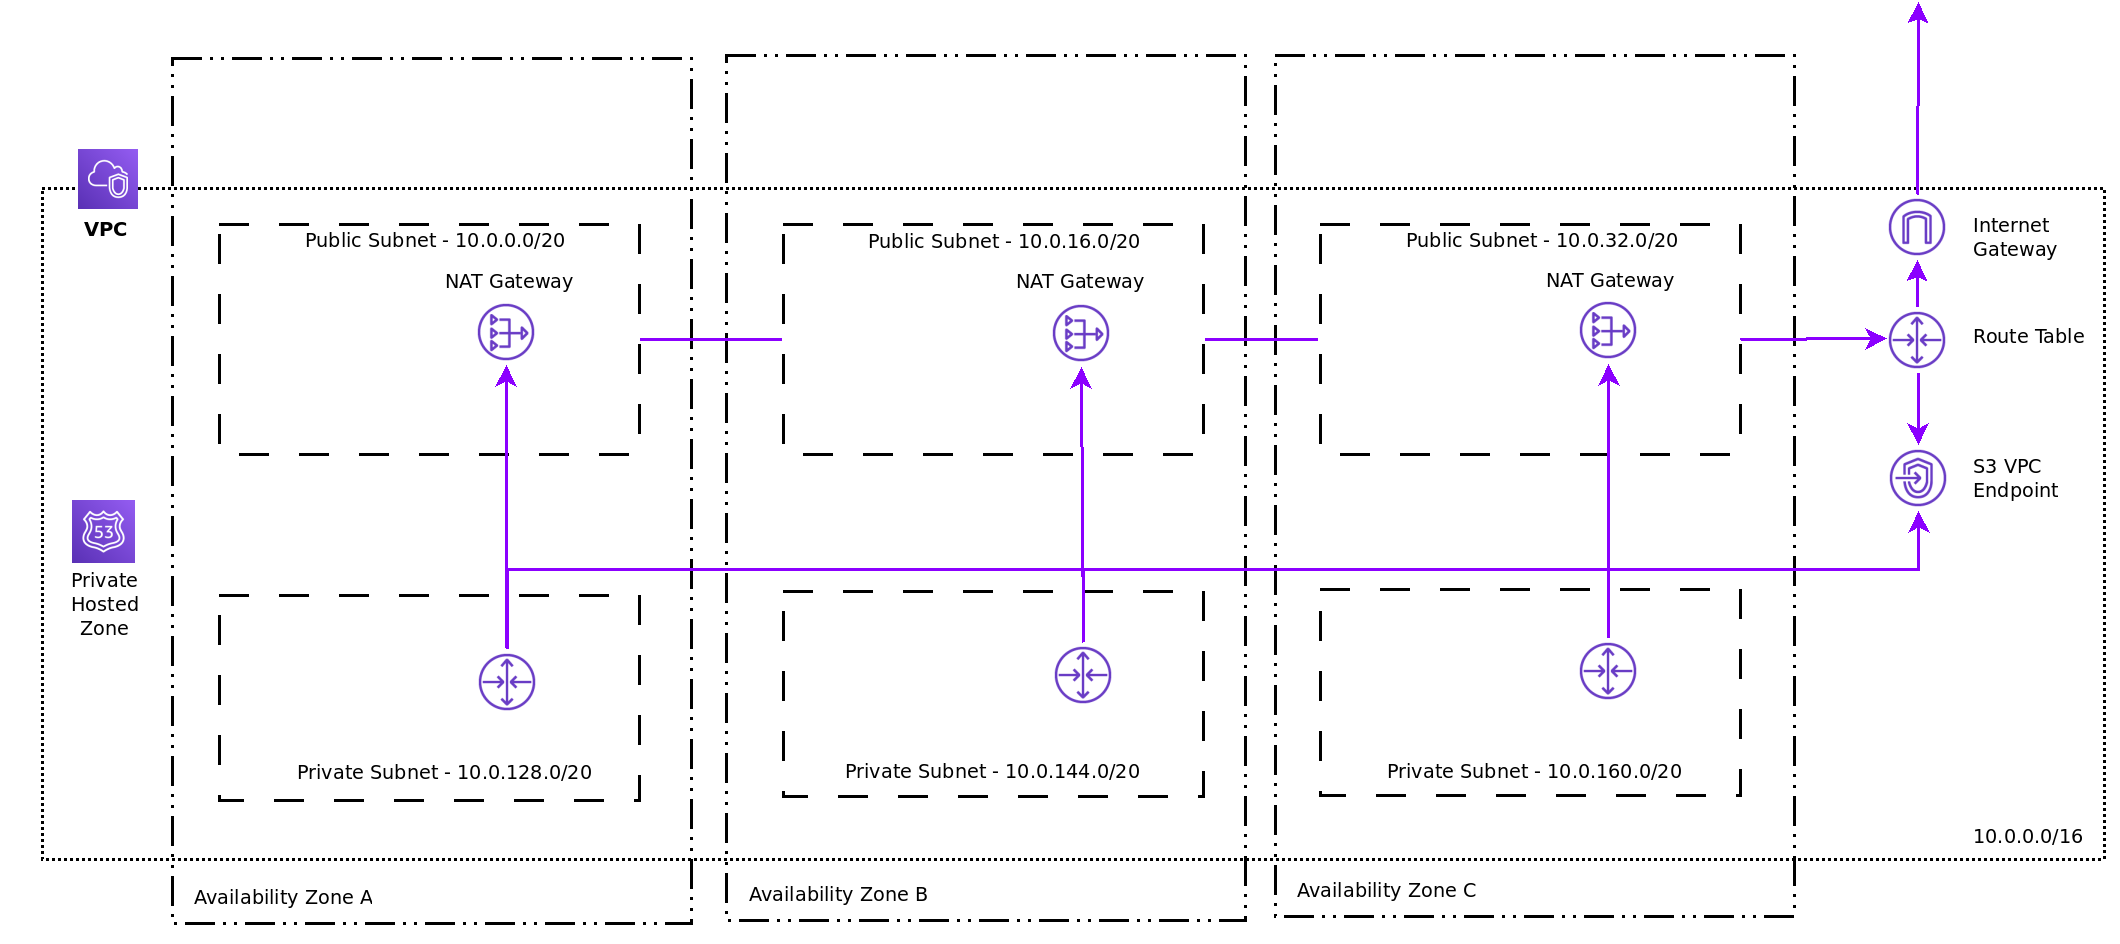 VPC
Public Subnet - 10.0.0.0/20
NAT Gateway
Public Subnet - 10.0.16.0/20
NAT Gateway
Public Subnet - 10.0.32.0/20
NAT Gateway
Internet
Gateway
Route Table
S3 VPC
Endpoint
53
Private
Hosted
Zone
Private Subnet - 10.0.128.0/20
Private Subnet - 10.0.144.0/20
Private Subnet - 10.0.160.0/20
10.0.0.0/16
Availability Zone A
Availability Zone B
Availability Zone C